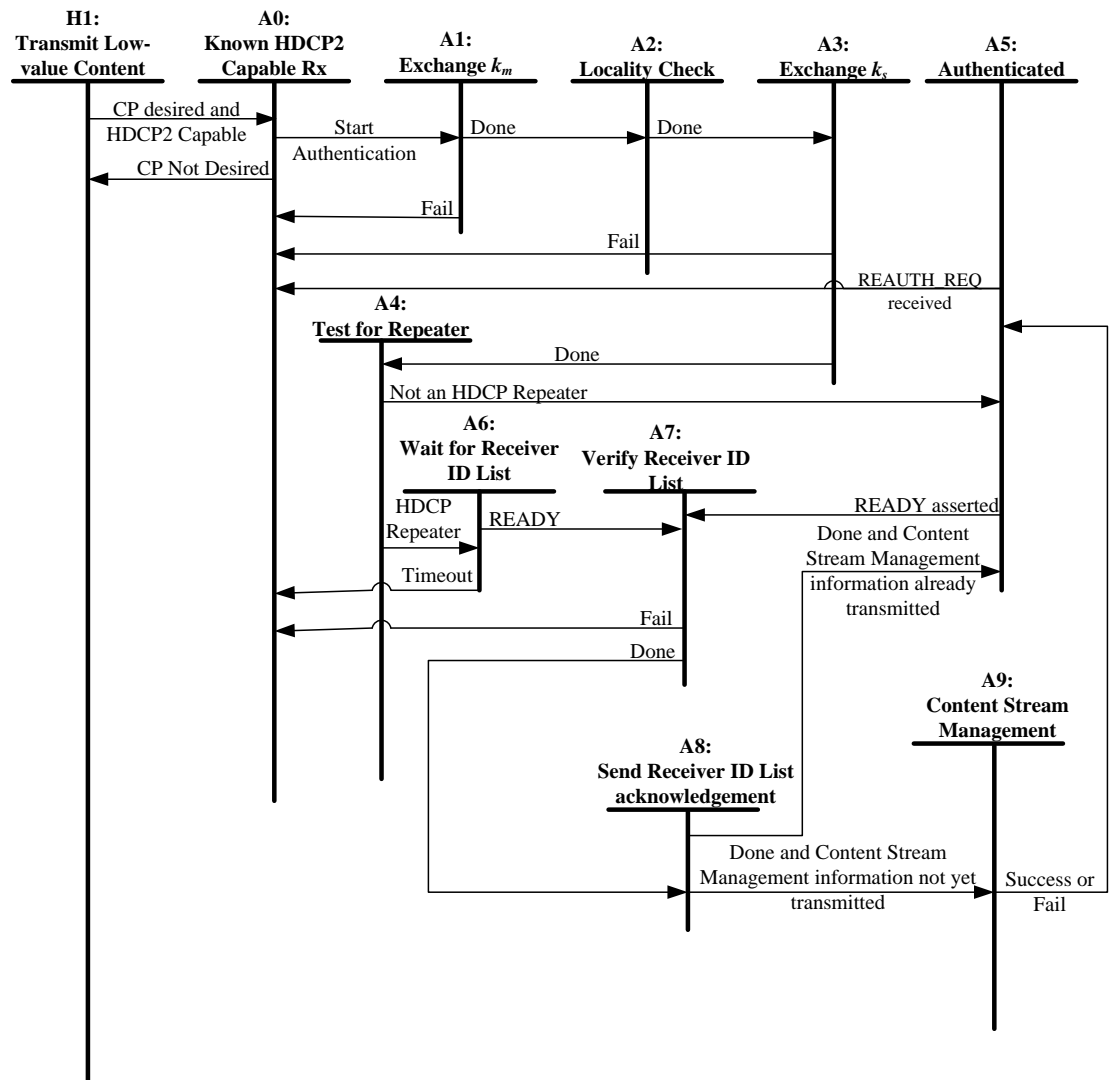 H1:
Transmit Low-
value Content
A0:
Known HDCP2
Capable Rx
A1:
Exchange km
A2:
Locality Check
A3:
Exchange ks
A5:
Authenticated
CP desired and
HDCP2 Capable
Start
Authentication
Done
Done
CP Not Desired
Fail
Fail
REAUTH_REQ
received
A4:
Test for Repeater
Done
Not an HDCP Repeater
A6:
Wait for Receiver
ID List
A7:
Verify Receiver ID
List
HDCP
Repeater
READY
READY asserted
Done and Content
Stream Management
information already
transmitted
Timeout
Fail
Done
A9:
Content Stream
Management
A8:
Send Receiver ID List
acknowledgement
Done and Content Stream
Management information not yet
transmitted
Success or
Fail